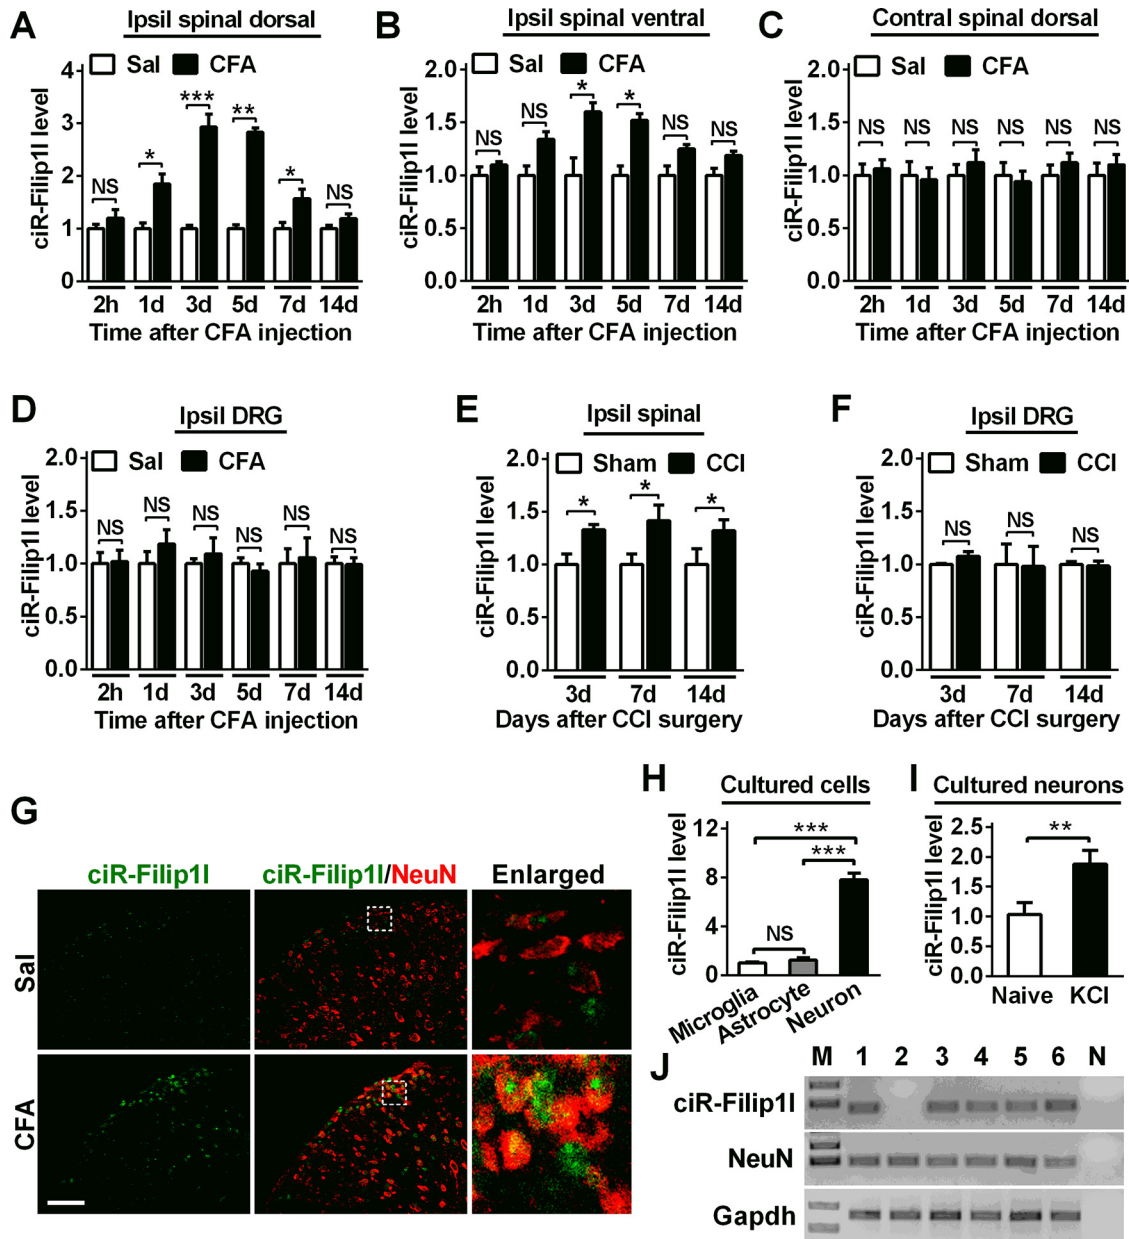 A
Ipsil spinal dorsal
Sal CFA
ciR-Filip1l level
4
3
2
1
0
NS
*
***
**
*
NS
2h 1d 3d 5d 7d 14d
Time after CFA injection
B
Ipsil spinal ventral
Sal CFA
ciR-Filip1l level
2.0
1.5
1.0
0.5
0.0
NS
NS
*
*
NS
NS
2h 1d 3d 5d 7d 14d
Time after CFA injection
C
Contral spinal dorsal
Sal CFA
ciR-Filip1l level
2.0
1.5
1.0
0.5
0.0
NS NS NS NS NS NS
2h 1d 3d 5d 7d 14d
Time after CFA injection
D
Ipsil DRG
Sal CFA
ciR-Filip1l level
2.0
1.5
1.0
0.5
0.0
NS NS NS NS NS NS
2h 1d 3d 5d 7d 14d
Time after CFA injection
E
Ipsil spinal
Sham CCI
ciR-Filip1l level
2.0
1.5
1.0
0.5
0.0
* * *
3d 7d 14d
Days after CCI surgery
F
Ipsil DRG
Sham CCI
ciR-Filip1l level
2.0
1.5
1.0
0.5
0.0
NS NS NS
3d 7d 14d
Days after CCI surgery
G
ciR-Filip1l ciR-Filip1l/NeuN Enlarged
Sal
CFA
H
Cultured cells
ciR-Filip1l level
12
8
4
0
***
***
NS
Microglia
Astrocyte
Neuron
I
Cultured neurons
ciR-Filip1l level
2.5
2.0
1.5
1.0
0.5
0.0
**
Naive KCl
J
M 1 2 3 4 5 6 N
ciR-Filip1l
NeuN
Gapdh